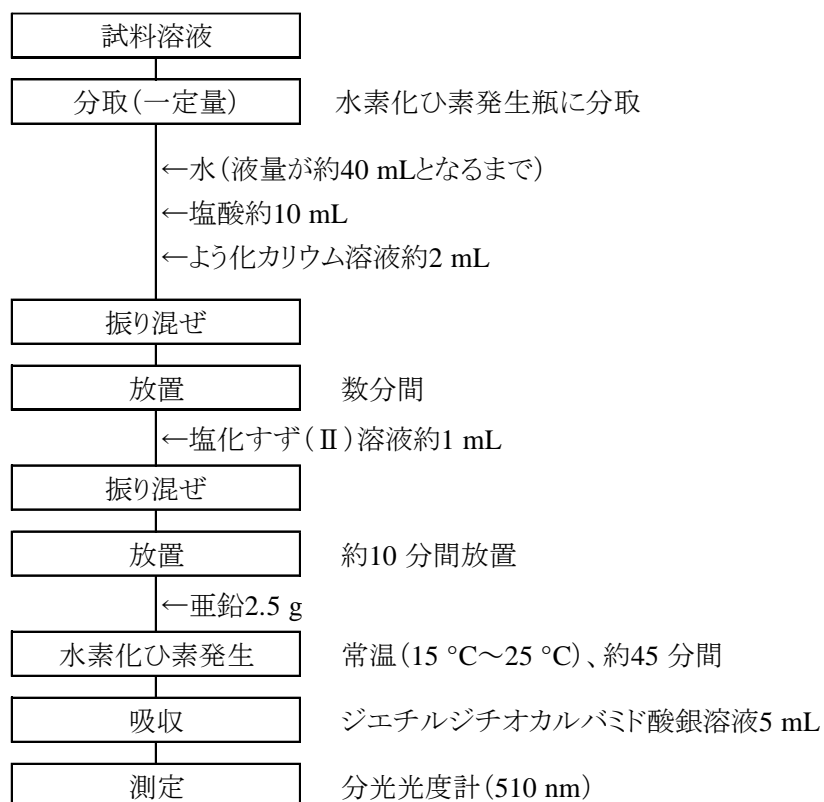 試料溶液
分取（一定量） 水素化ひ素発生瓶に分取
←水（液量が約40 mLとなるまで）
←塩酸約10 mL
←よう化カリウム溶液約2 mL
振り混ぜ
放置 数分間
←塩化すず（Ⅱ）溶液約1 mL
振り混ぜ
放置 約10 分間放置
←亜鉛2.5 g
水素化ひ素発生 常温（15 °C～25 °C）、約45 分間
吸収 ジエチルジチオカルバミド酸銀溶液5 mL
測定 分光光度計（510 nm）